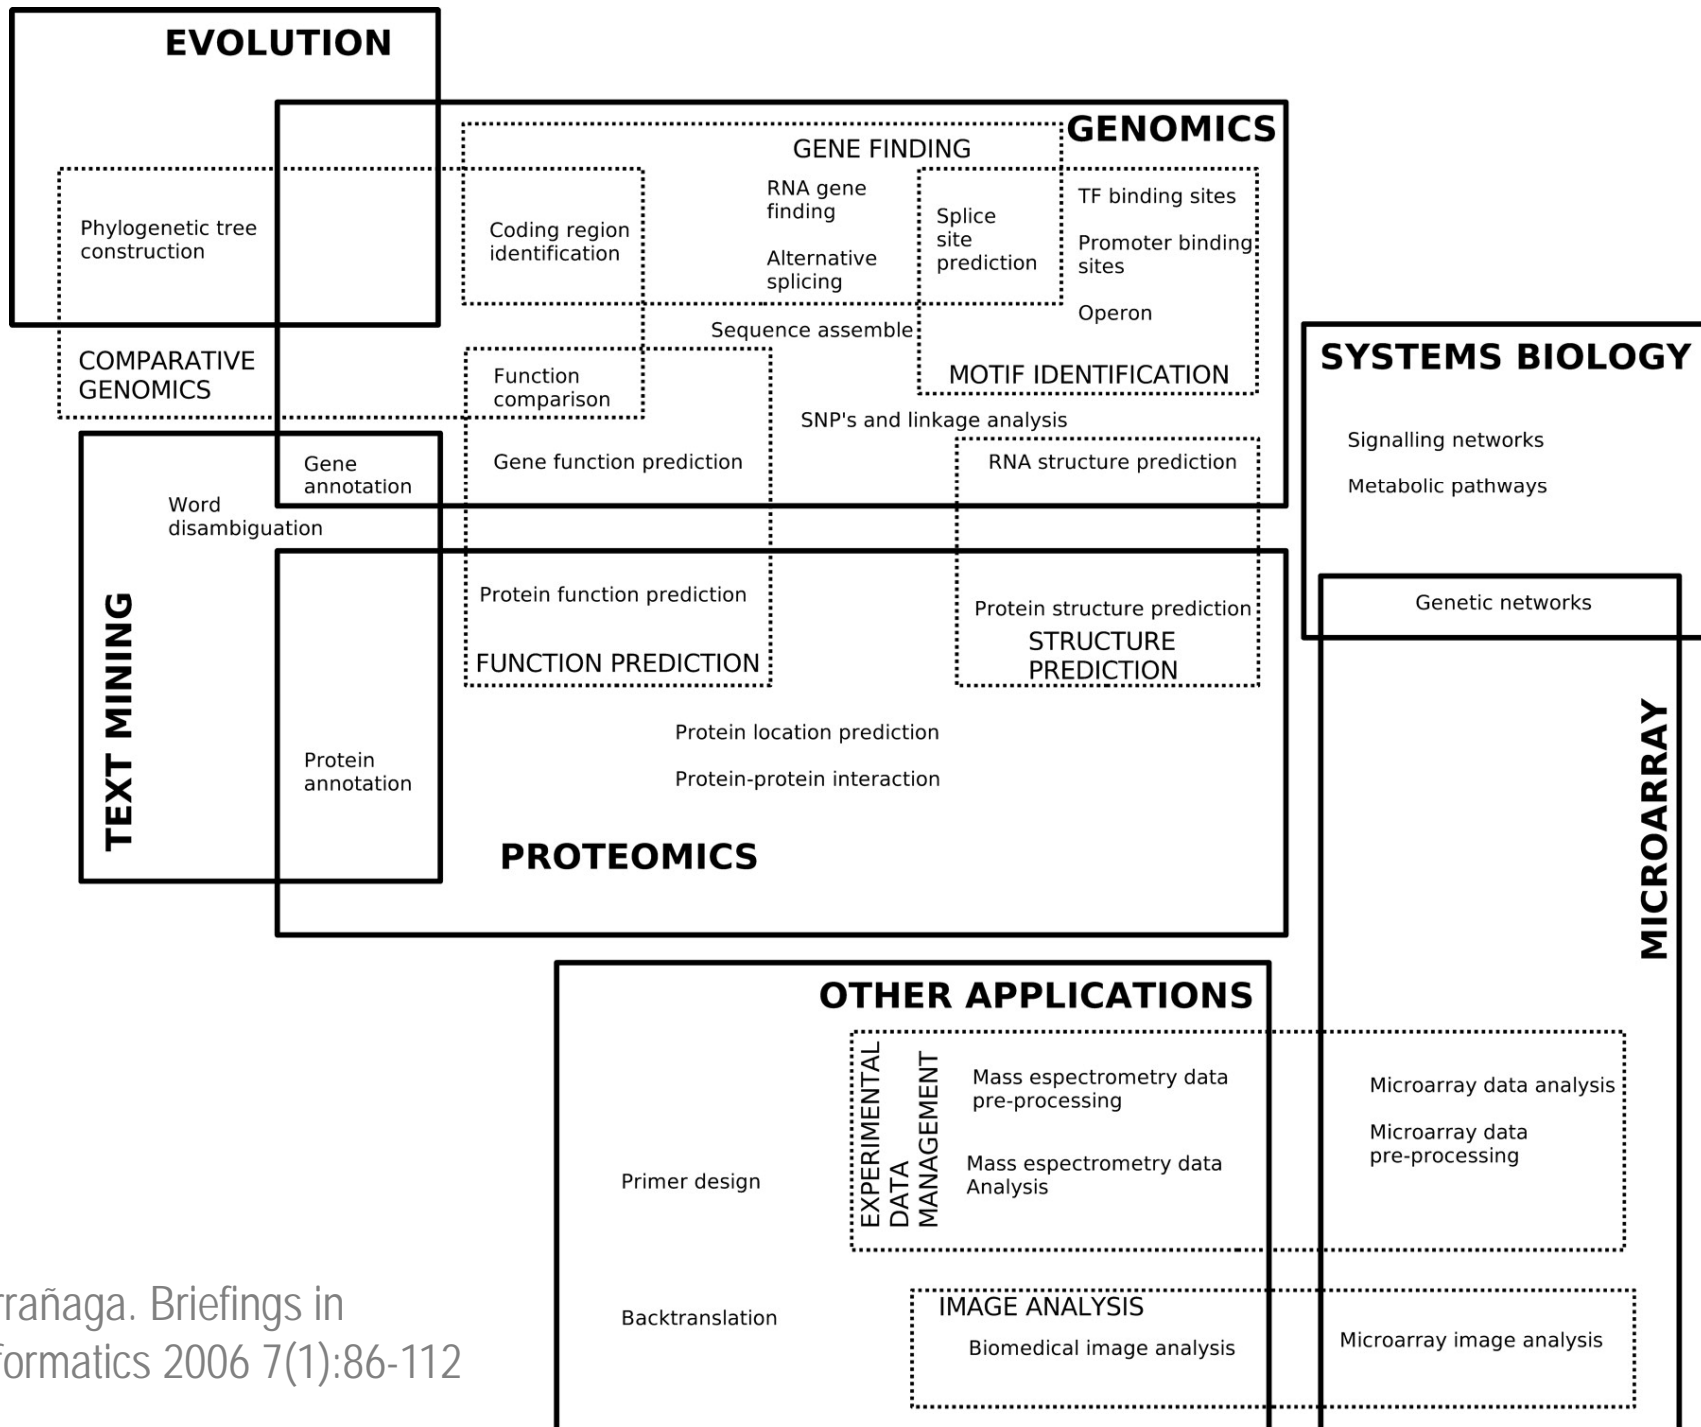 EVOLUTION
GENOMICS
GENE FINDING
RNA gene
finding
Alternative
splicing
Splice
site
prediction
TF binding sites
Promoter binding
sites
Operon
MOTIF IDENTIFICATION
Phylogenetic tree
construction
Coding region
identification
Sequence assemble
COMPARATIVE
GENOMICS
Function
comparison
SNP's and linkage analysis
Gene
annotation
Gene function prediction
RNA structure prediction
Word
disambiguation
TEXT MINING
Protein function prediction
FUNCTION PREDICTION
Protein structure prediction
STRUCTURE
PREDICTION
Protein location prediction
Protein-protein interaction
Protein
annotation
PROTEOMICS
SYSTEMS BIOLOGY
Signalling networks
Metabolic pathways
Genetic networks
MICROARRAY
OTHER APPLICATIONS
EXPERIMENTAL
DATA
MANAGEMENT
Mass espectrometry data
pre-processing
Mass espectrometry data
Analysis
Microarray data analysis
Microarray data
pre-processing
Primer design
Backtranslation
IMAGE ANALYSIS
Biomedical image analysis
Microarray image analysis
rrañaga. Briefings in
formatics 2006 7(1):86-112